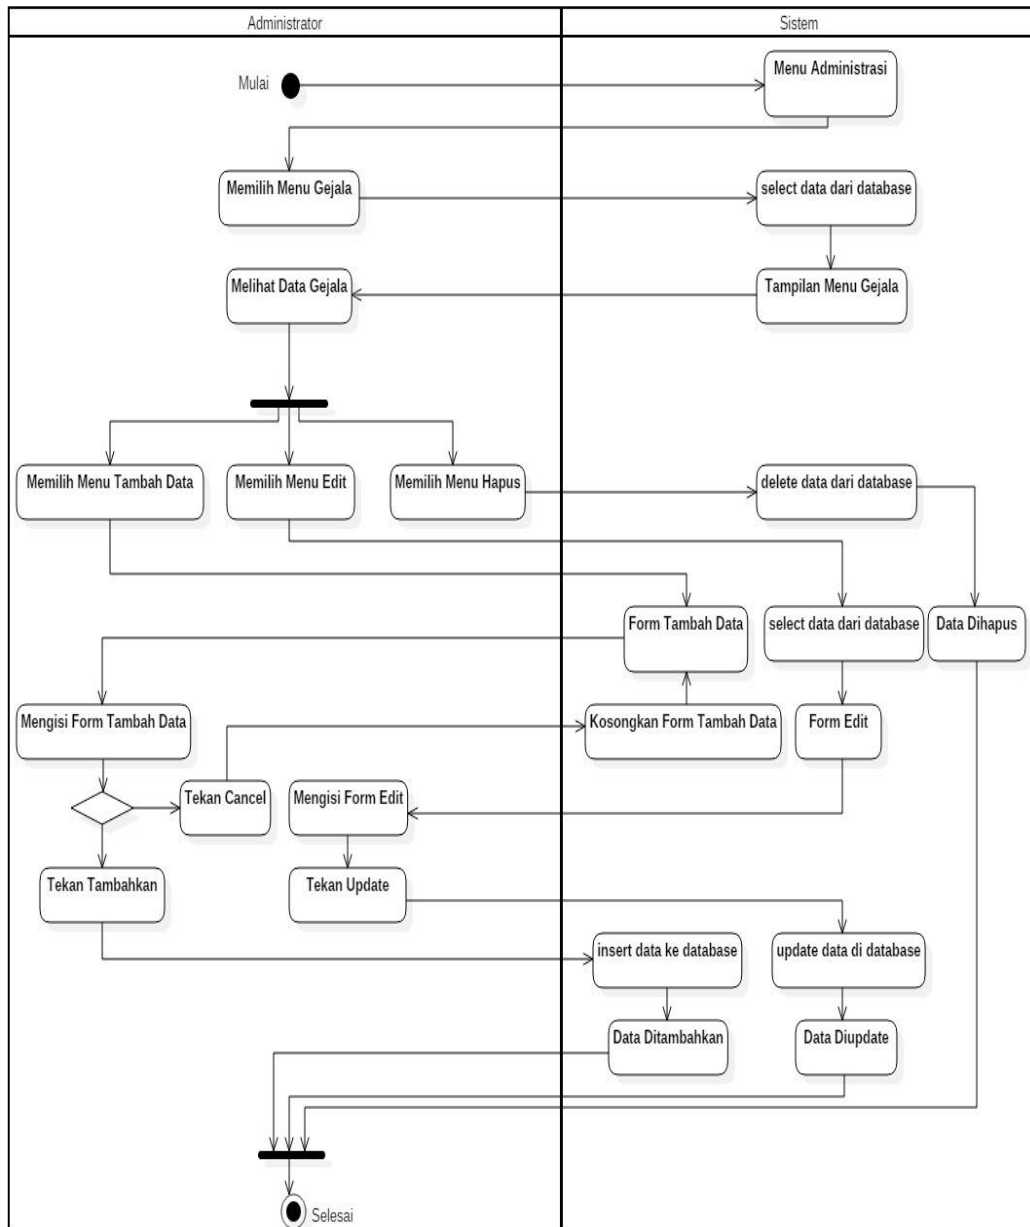 Administrator
Sistem
Mulai
Menu Administrasi
Memilih Menu Gejala
select data dari database
Melihat Data Gejala
Tampilan Menu Gejala
Memilih Menu Tambah Data
Memilih Menu Edit
Memilih Menu Hapus
delete data dari database
Form Tambah Data
select data dari database
Data Dihapus
Mengisi Form Tambah Data
Kosongkan Form Tambah Data
Form Edit
Tekan Cancel
Mengisi Form Edit
Tekan Tambahkan
Tekan Update
insert data ke database
update data di database
Data Ditambahkan
Data Diupdate
Selesai